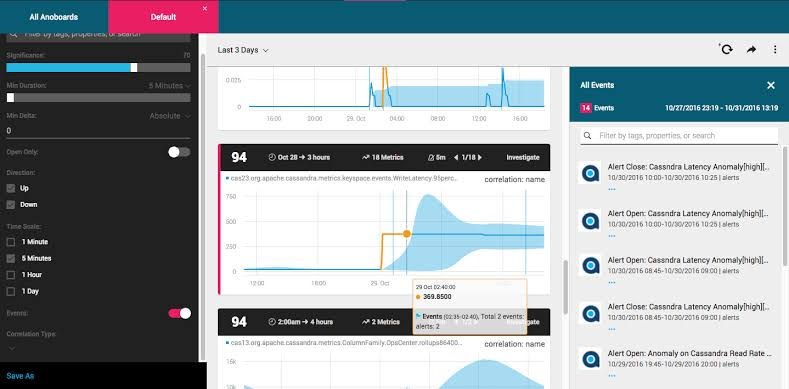 All Anoboards
Default
×
Filter by tags, properties, or search
Significance: 70
Min Duration: 5 Minutes
Min Delta: Absolute
0
Open Only:
Direction:
Up
Down
Time Scale:
1 Minute
5 Minutes
1 Hour
1 Day
Events:
Correlation Type:
Save As
Last 3 Days
0.025
0
16:00 20:00 29. Oct 04:00 08:00 12:00 16:00
94 Oct 28 → 3 hours 18 Metrics 5m 1/18 Investigate
cas23.org.apache.cassandra.metrics.keyspace.events.WriteLatency.95perc... correlation: name
750
500
250
0
12:00 18:00 29. Oct 12:00 18:00
29 Oct 02:40:00
369.8500
Events (02:35-02:40), Total 2 events:
alerts: 2
94 2:00am → 4 hours 2 Metrics Investigate
cas13.org.apache.cassandra.metrics.ColumnFamily.OpsCenter.rollups86400... correlation: name
15k
10k
All Events ×
14 Events 10/27/2016 23:19 - 10/31/2016 13:19
Filter by tags, properties, or search
Alert Close: Cassndra Latency Anomaly[high][...
10/30/2016 10:00-10/30/2016 10:25 | alerts
...
Alert Open: Cassndra Latency Anomaly[high][...
10/30/2016 10:00-10/30/2016 10:25 | alerts
...
Alert Open: Cassndra Latency Anomaly[high][...
10/30/2016 08:45-10/30/2016 09:00 | alerts
...
Alert Close: Cassndra Latency Anomaly[high][...
10/30/2016 08:45-10/30/2016 09:00 | alerts
...
Alert Open: Anomaly on Cassandra Read Rate ...
10/29/2016